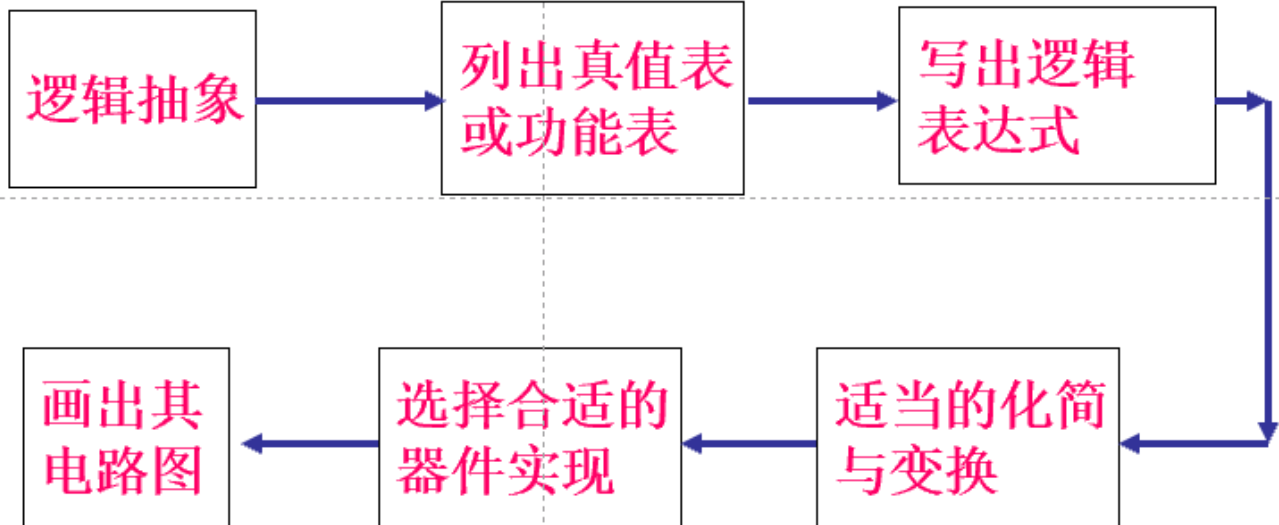 逻辑抽象
列出真值表
或功能表
写出逻辑
表达式
适当的化简
与变换
选择合适的
器件实现
画出其
电路图